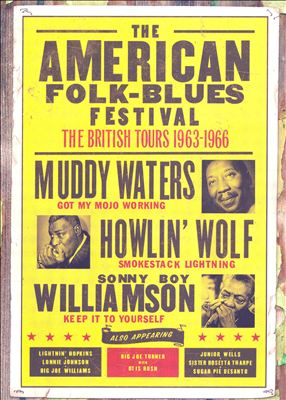 THE
AMERICAN
FOLK-BLUES
FESTIVAL
THE BRITISH TOURS 1963-1966
MUDDY WATERS
GOT MY MOJO WORKING
HOWLIN' WOLF
SMOKESTACK LIGHTNING
SONNY BOY
WILLIAMSON
KEEP IT TO YOURSELF
ALSO APPEARING
LIGHTNIN' HOPKINS
LONNIE JOHNSON
BIG JOE WILLIAMS
BIG JOE TURNER
WITH
OTIS RUSH
JUNIOR WELLS
SISTER ROSETTA THARPE
SUGAR PIE DESANTO